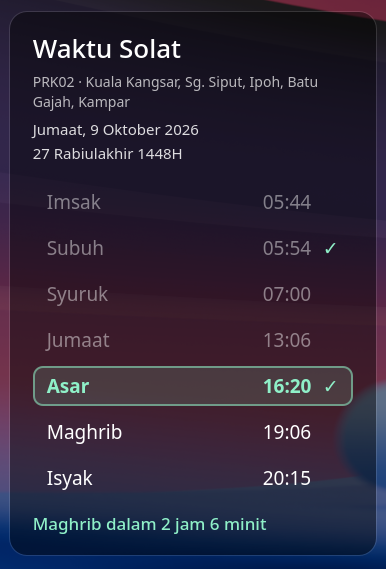 Waktu Solat
PRK02 · Kuala Kangsar, Sg. Siput, Ipoh, Batu
Gajah, Kampar
Jumaat, 9 Oktober 2026
27 Rabiulakhir 1448H
Imsak 05:44
Subuh 05:54 ✓
Syuruk 07:00
Jumaat 13:06
Asar 16:20 ✓
Maghrib 19:06
Isyak 20:15
Maghrib dalam 2 jam 6 minit